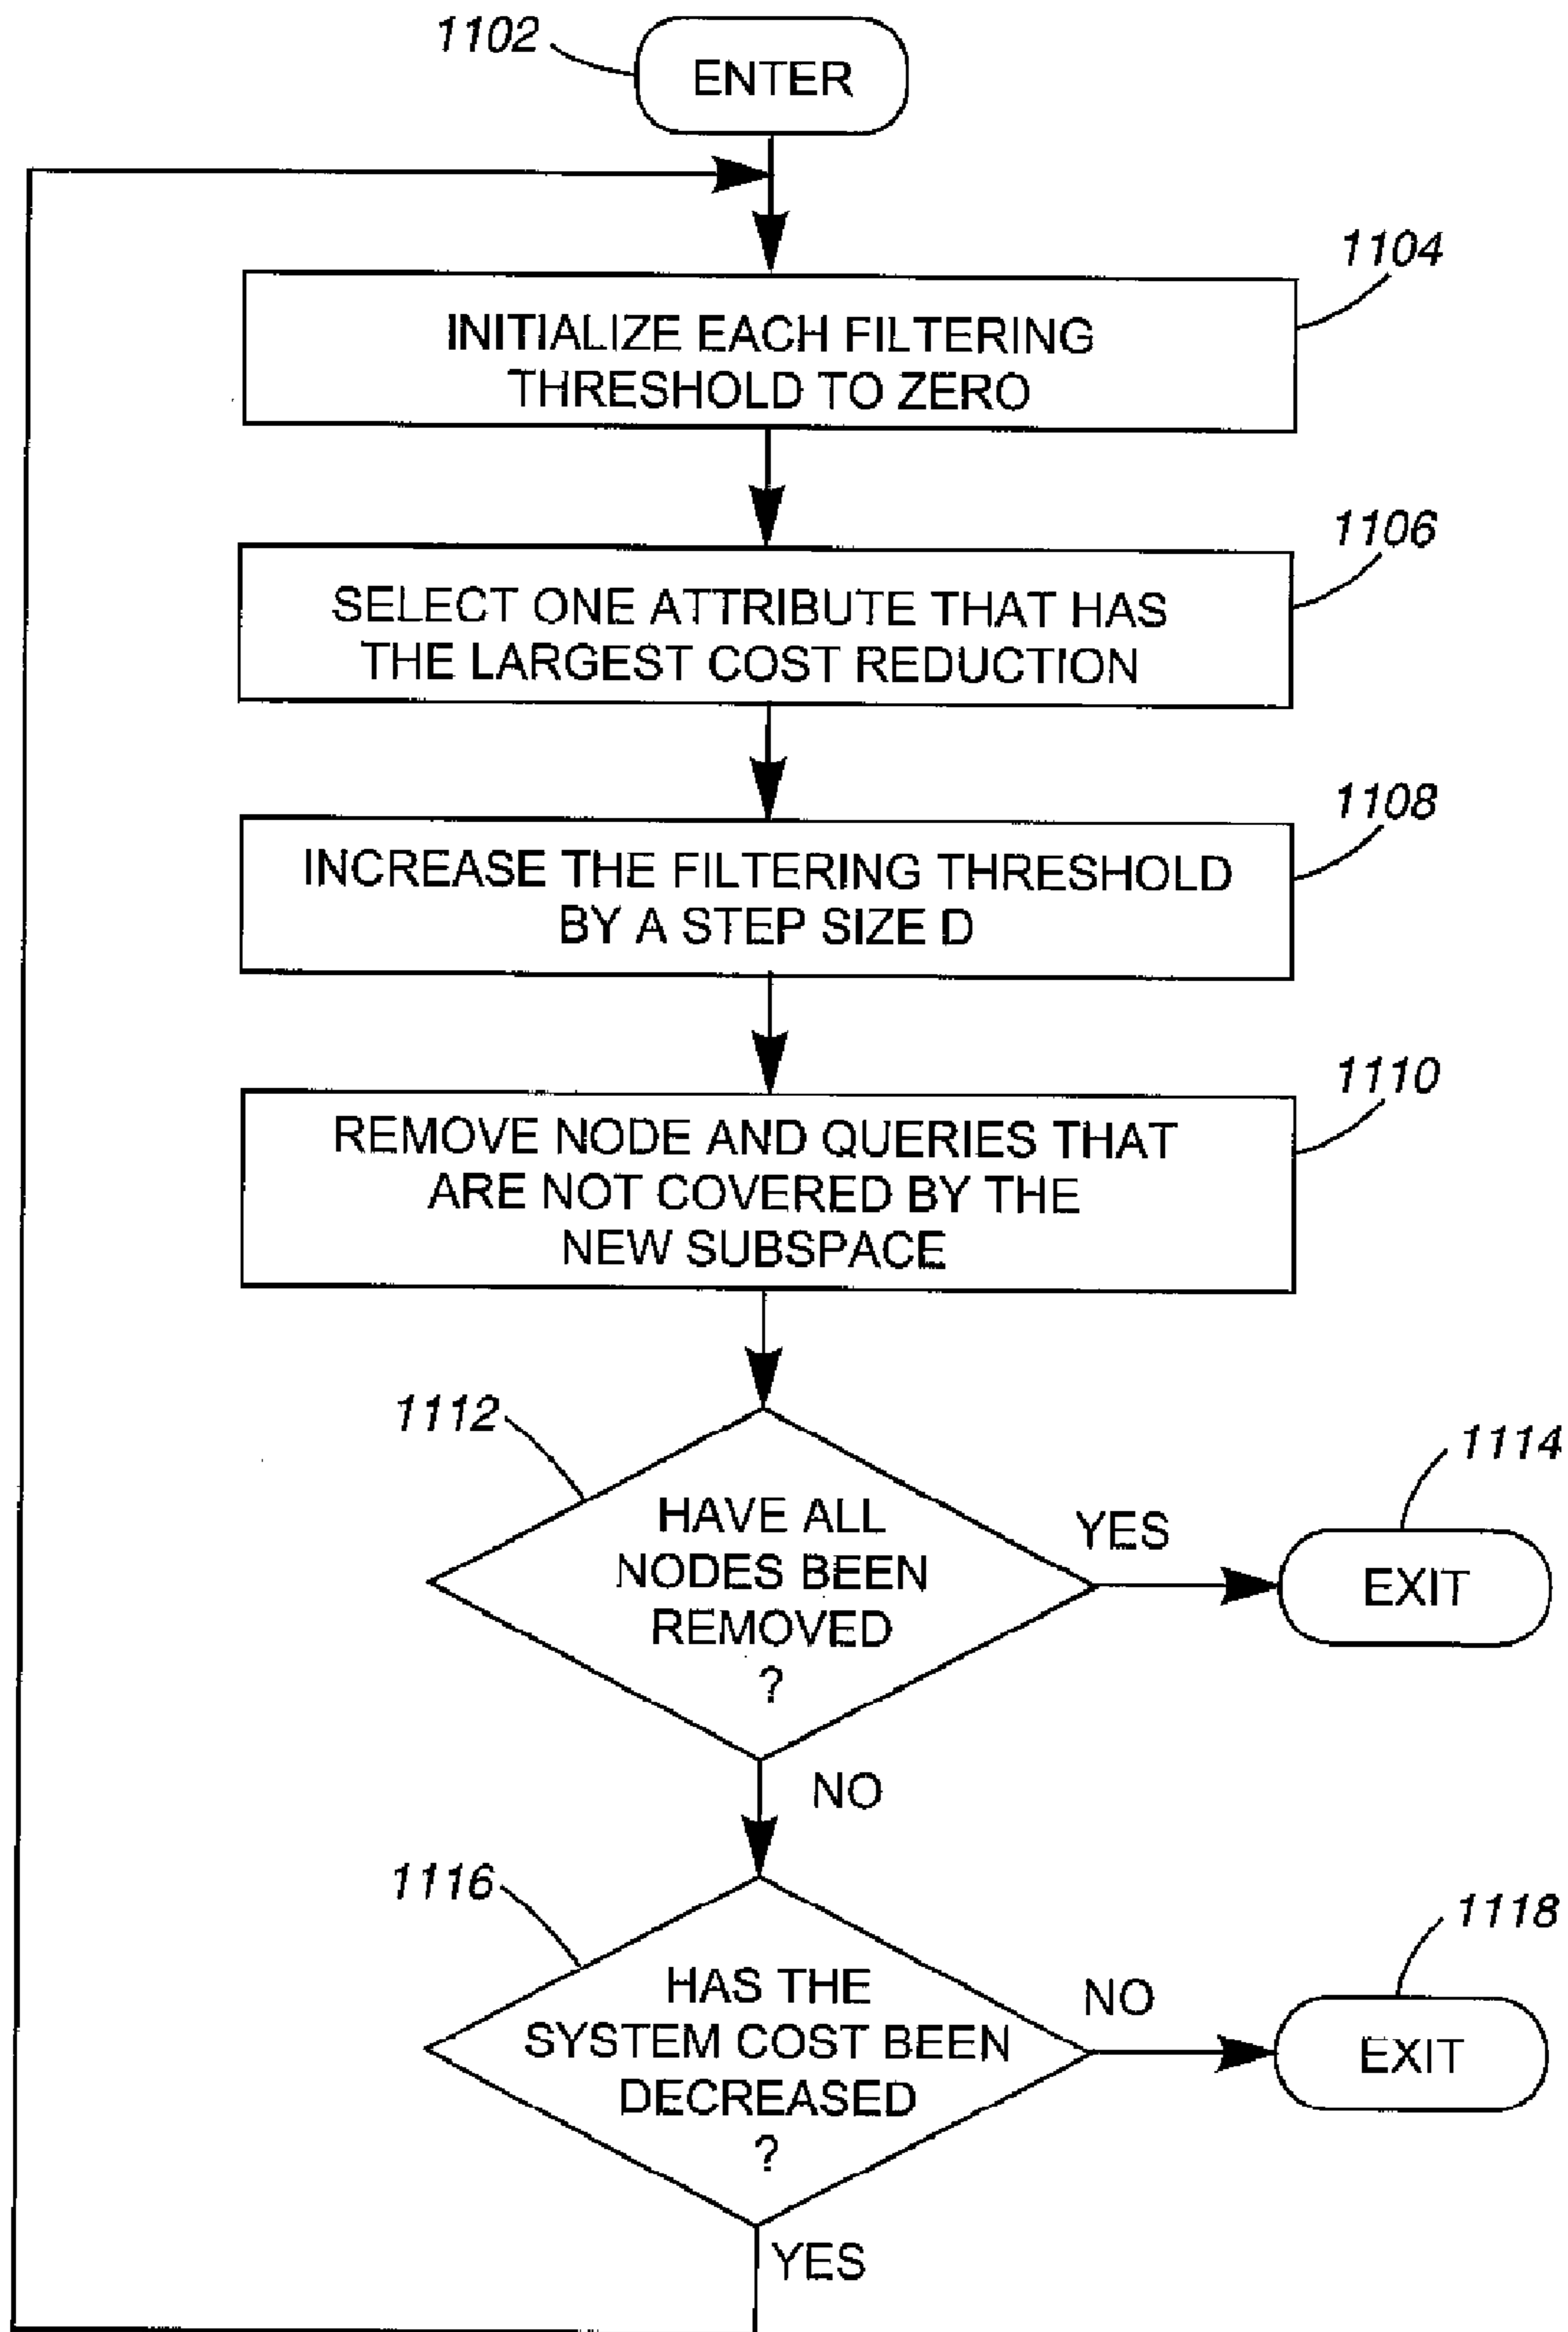 1102
ENTER
1104
INITIALIZE EACH FILTERING
THRESHOLD TO ZERO
1106
SELECT ONE ATTRIBUTE THAT HAS
THE LARGEST COST REDUCTION
1108
INCREASE THE FILTERING THRESHOLD
BY A STEP SIZE D
1110
REMOVE NODE AND QUERIES THAT
ARE NOT COVERED BY THE
NEW SUBSPACE
1112
HAVE ALL
NODES BEEN
REMOVED
?
YES
1114
EXIT
NO
1116
HAS THE
SYSTEM COST BEEN
DECREASED
?
NO
1118
EXIT
YES